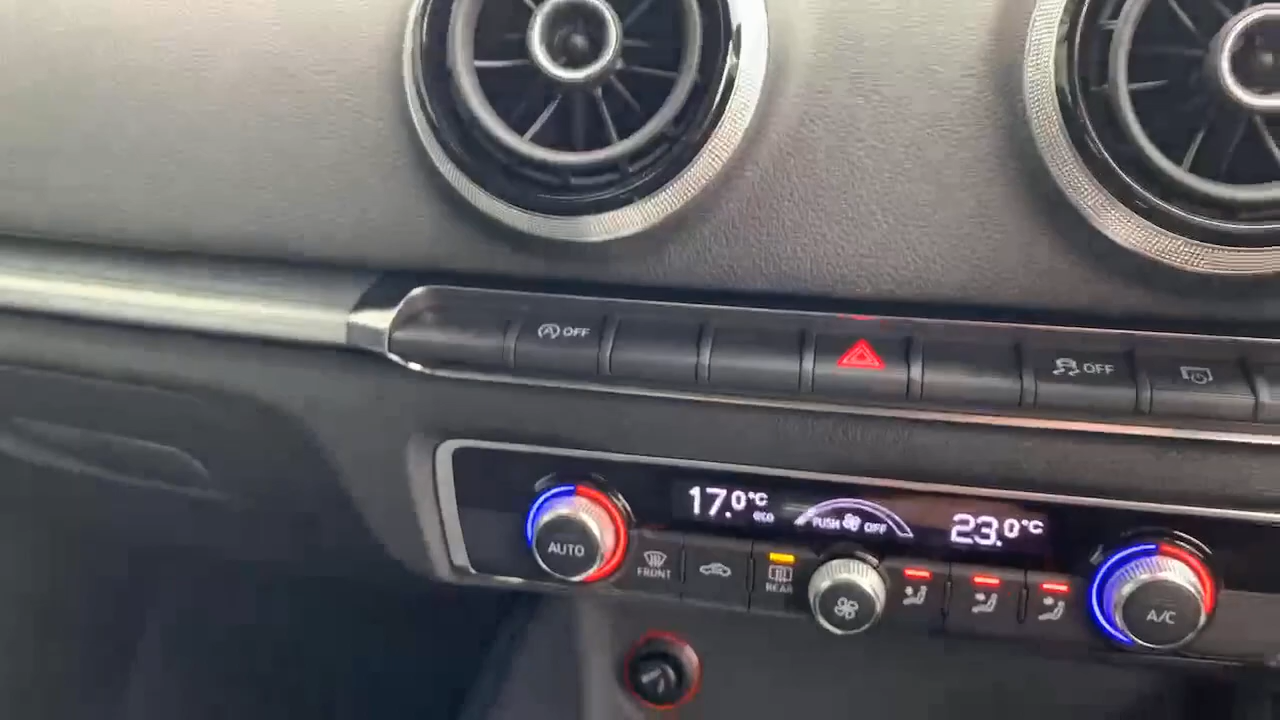 OFF
OFF
17.0°C
eco
PUSH OFF
23.0°C
AUTO
FRONT
REAR
A/C